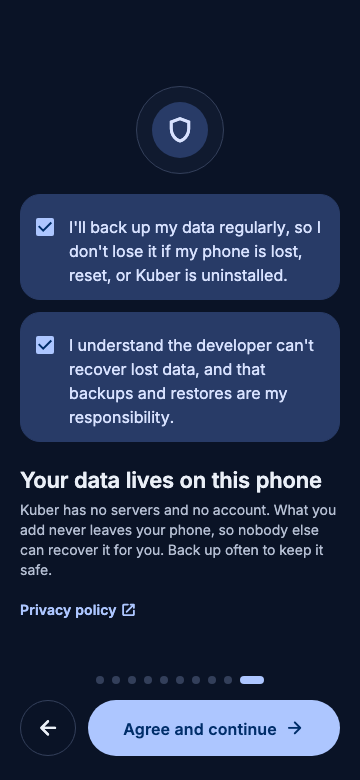 I'll back up my data regularly, so I
don't lose it if my phone is lost,
reset, or Kuber is uninstalled.
I understand the developer can't
recover lost data, and that
backups and restores are my
responsibility.
Your data lives on this phone
Kuber has no servers and no account. What you
add never leaves your phone, so nobody else
can recover it for you. Back up often to keep it
safe.
Privacy policy
Agree and continue